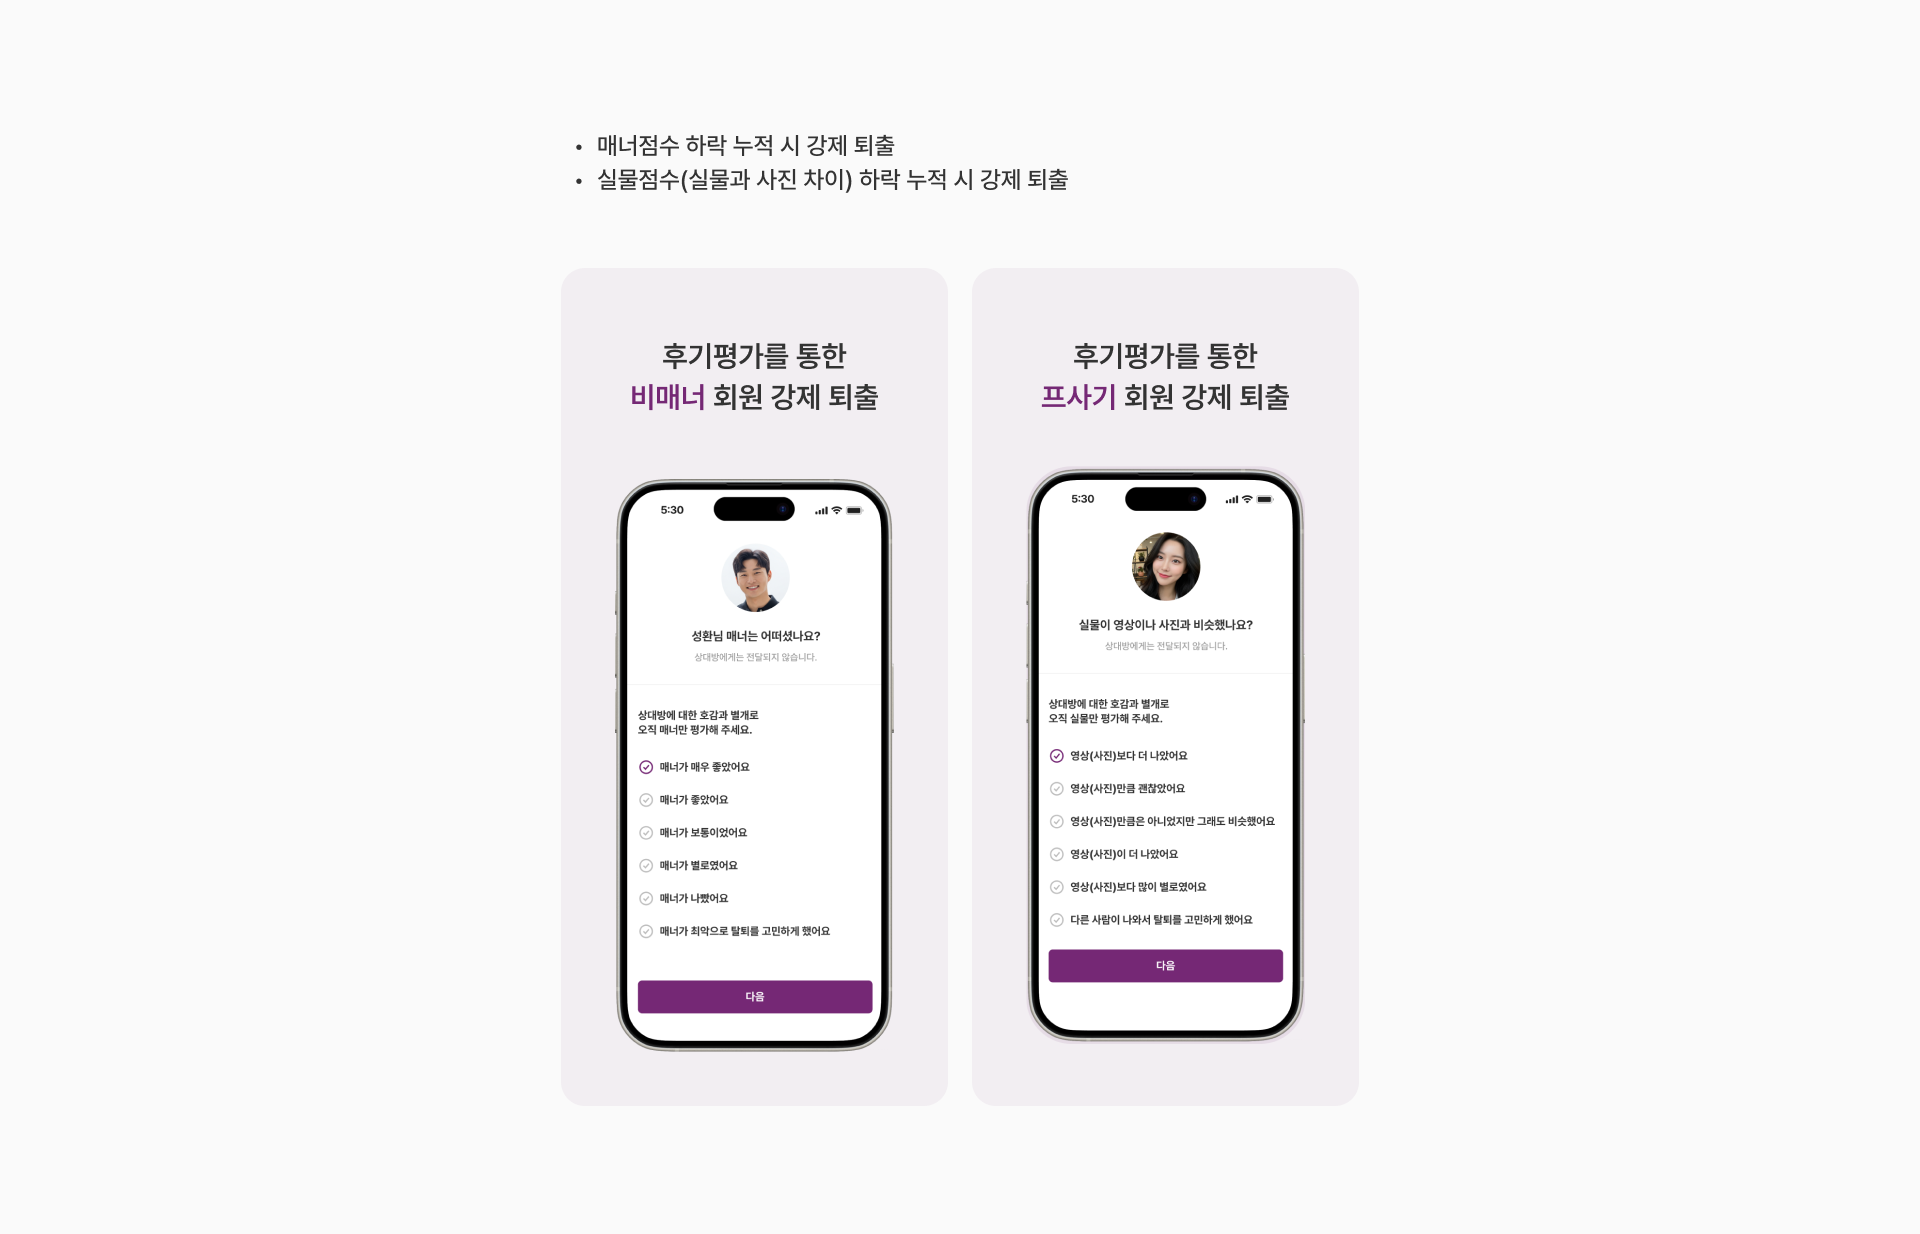 • 매너점수 하락 누적 시 강제 퇴출
• 실물점수(실물과 사진 차이) 하락 누적 시 강제 퇴출
후기평가를 통한
비매너 회원 강제 퇴출
5:30
성환님 매너는 어떠셨나요?
상대방에게는 전달되지 않습니다.
상대방에 대한 호감과 별개로
오직 매너만 평가해 주세요.
매너가 매우 좋았어요
매너가 좋았어요
매너가 보통이었어요
매너가 별로였어요
매너가 나빴어요
매너가 최악으로 탈퇴를 고민하게 했어요
다음
후기평가를 통한
프사기 회원 강제 퇴출
5:30
실물이 영상이나 사진과 비슷했나요?
상대방에게는 전달되지 않습니다.
상대방에 대한 호감과 별개로
오직 실물만 평가해 주세요.
영상(사진)보다 더 나았어요
영상(사진)만큼 괜찮았어요
영상(사진)만큼은 아니었지만 그래도 비슷했어요
영상(사진)이 더 나았어요
영상(사진)보다 많이 별로였어요
다른 사람이 나와서 탈퇴를 고민하게 했어요
다음